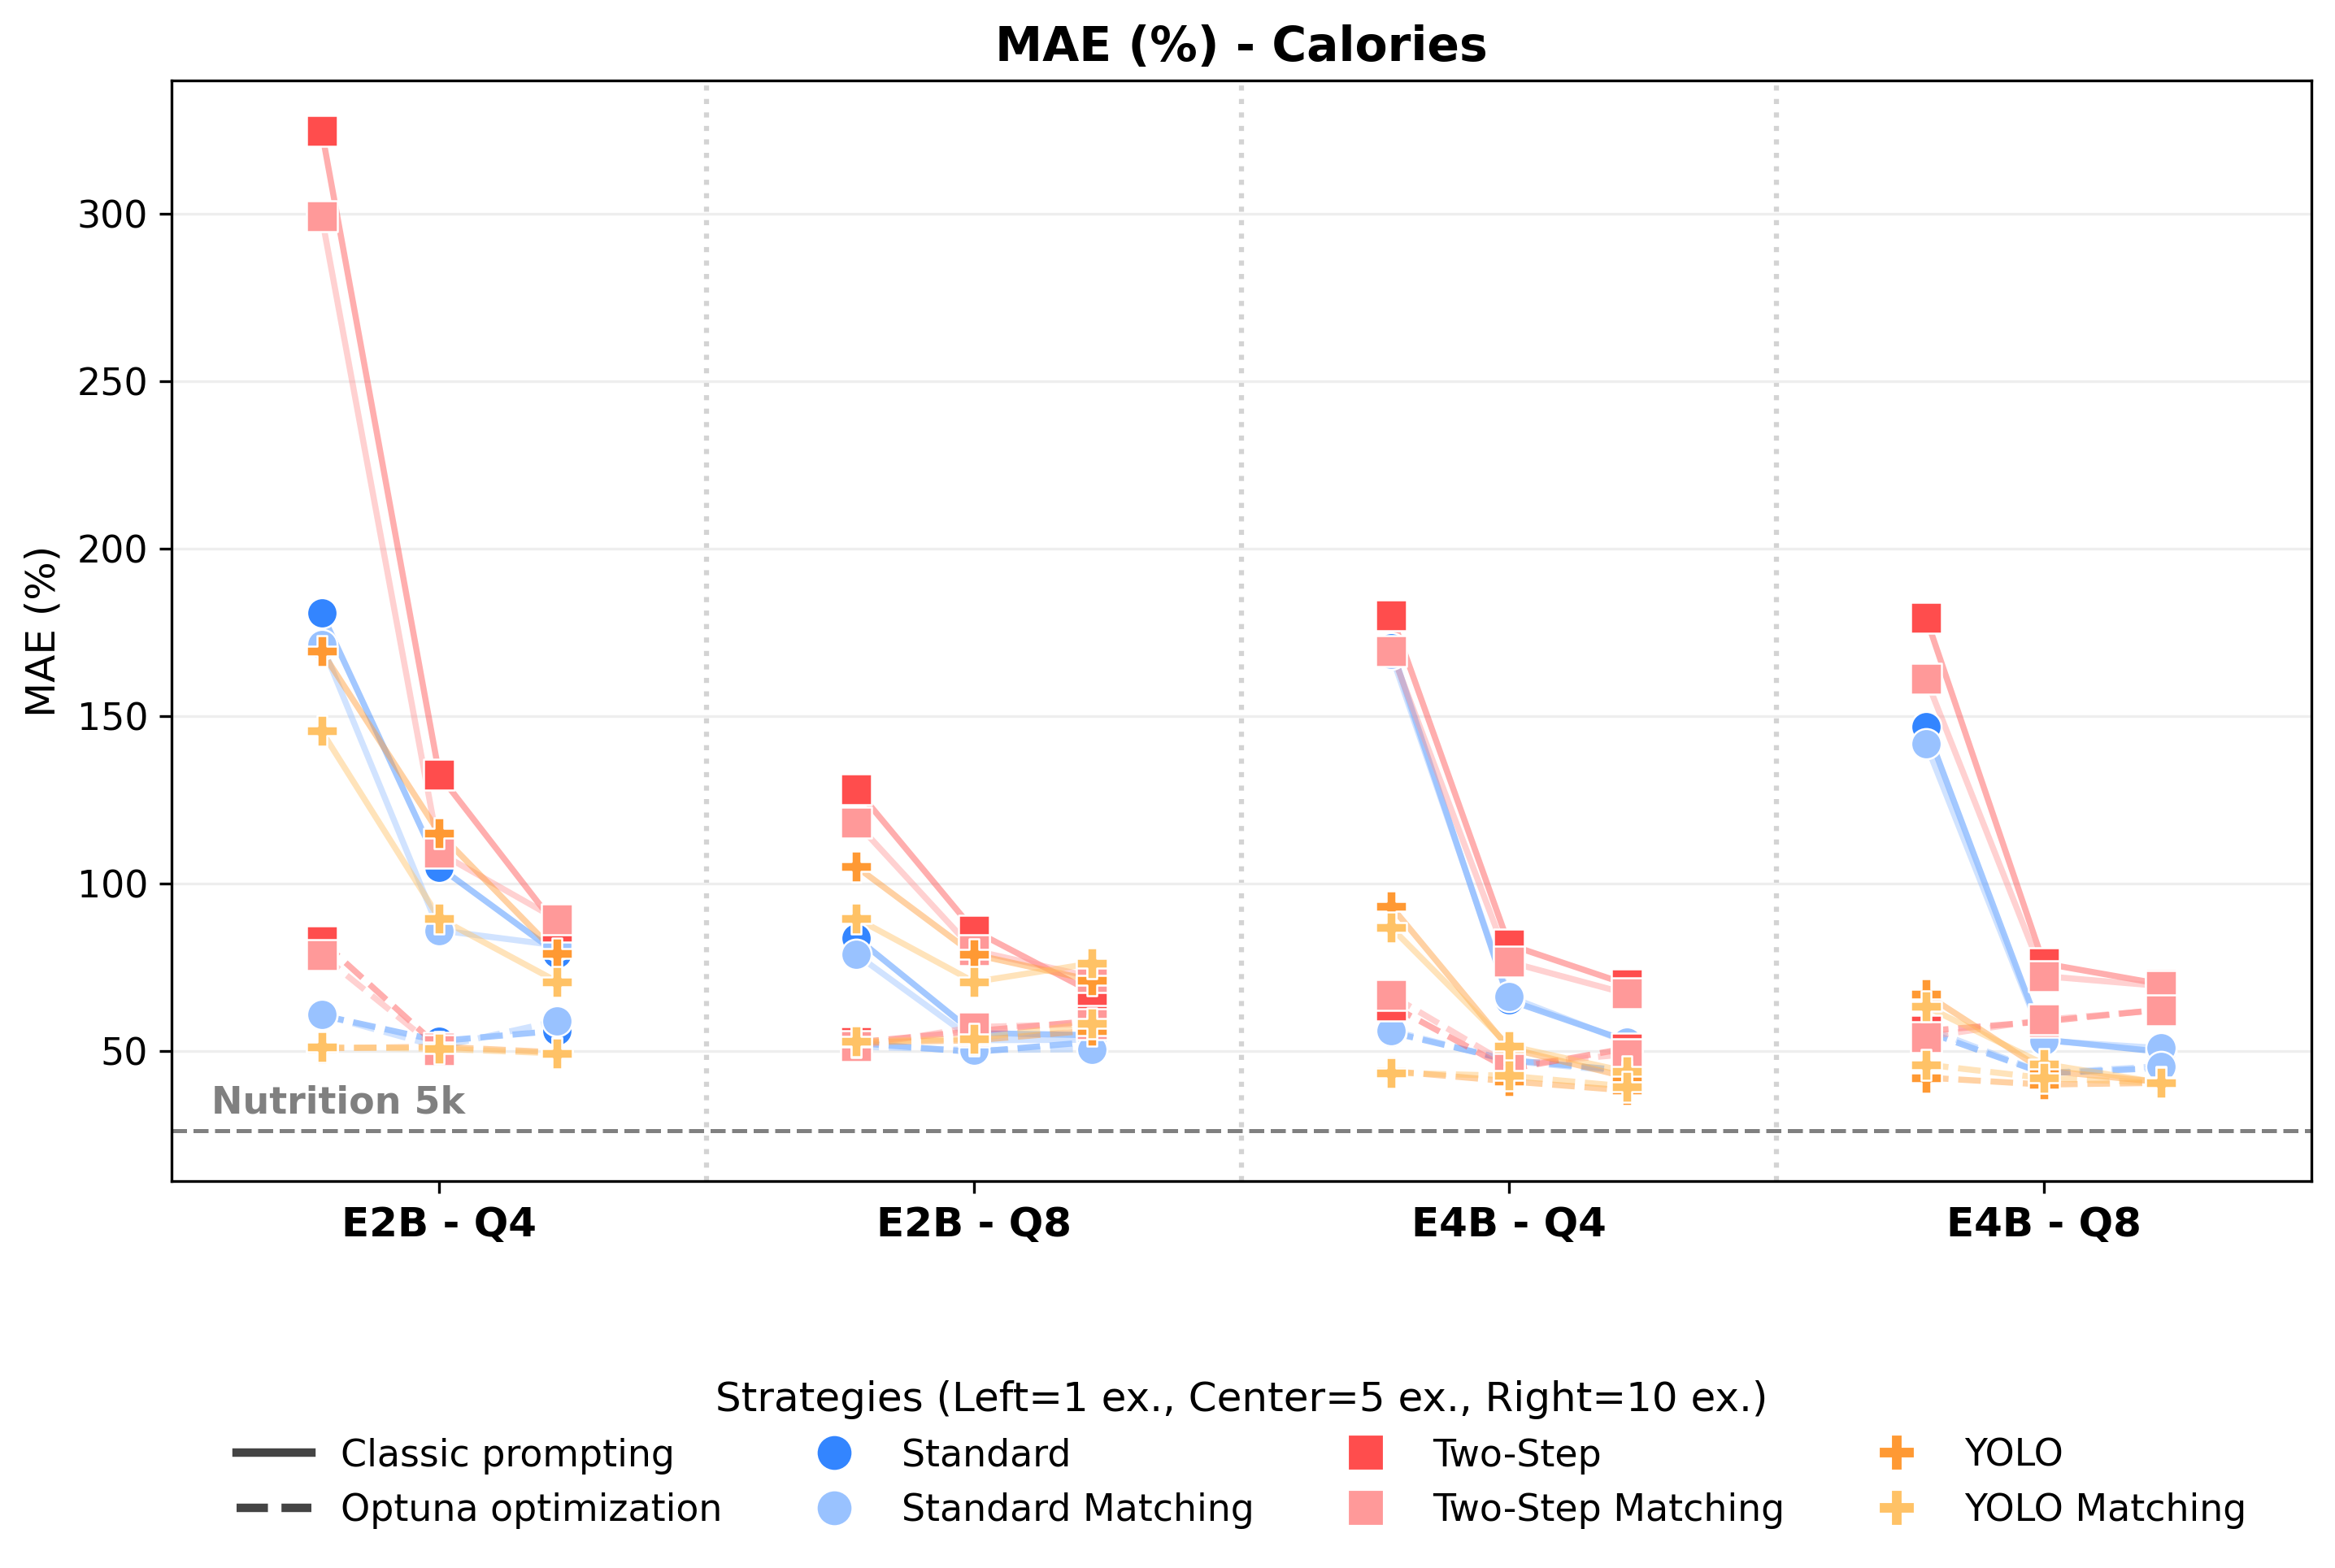 MAE (%) - Calories
MAE (%)
300
250
200
150
100
50
Nutrition 5k
E2B - Q4
E2B - Q8
E4B - Q4
E4B - Q8
Strategies (Left=1 ex., Center=5 ex., Right=10 ex.)
Classic prompting
Optuna optimization
Standard
Standard Matching
Two-Step
Two-Step Matching
YOLO
YOLO Matching